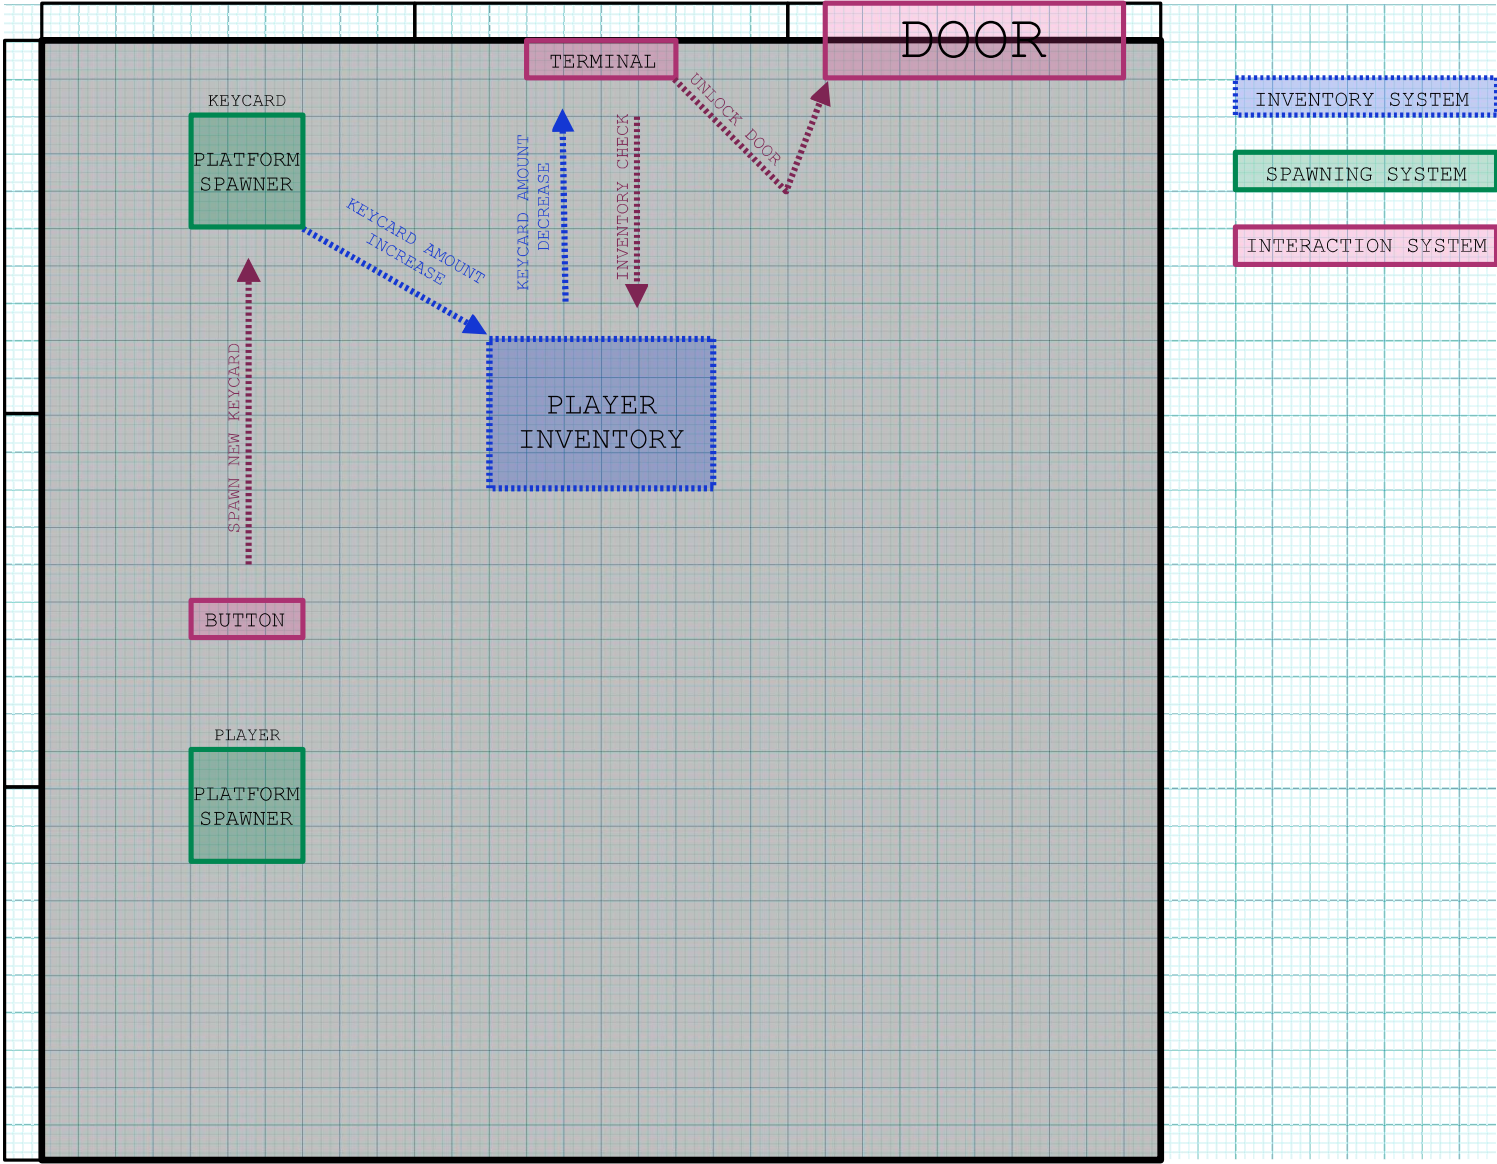 DOOR
TERMINAL
UNLOCK DOOR
INVENTORY SYSTEM
KEYCARD
PLATFORM
SPAWNER
KEYCARD AMOUNT
INCREASE
KEYCARD AMOUNT
DECREASE
INVENTORY CHECK
SPAWNING SYSTEM
INTERACTION SYSTEM
PLAYER
INVENTORY
SPAWN NEW KEYCARD
BUTTON
PLAYER
PLATFORM
SPAWNER